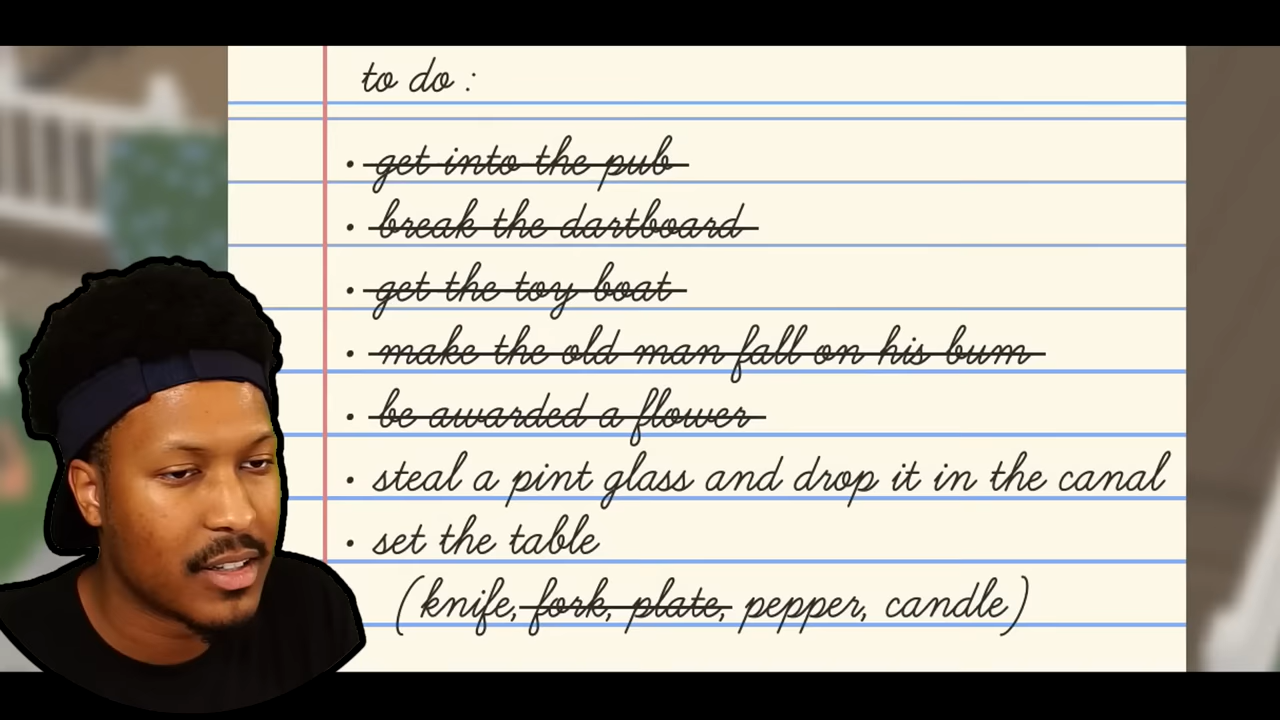 to do :
• get into the pub
• break the dartboard
• get the toy boat
• make the old man fall on his bum
• be awarded a flower
• steal a pint glass and drop it in the canal
• set the table
(knife, fork, plate, pepper, candle)